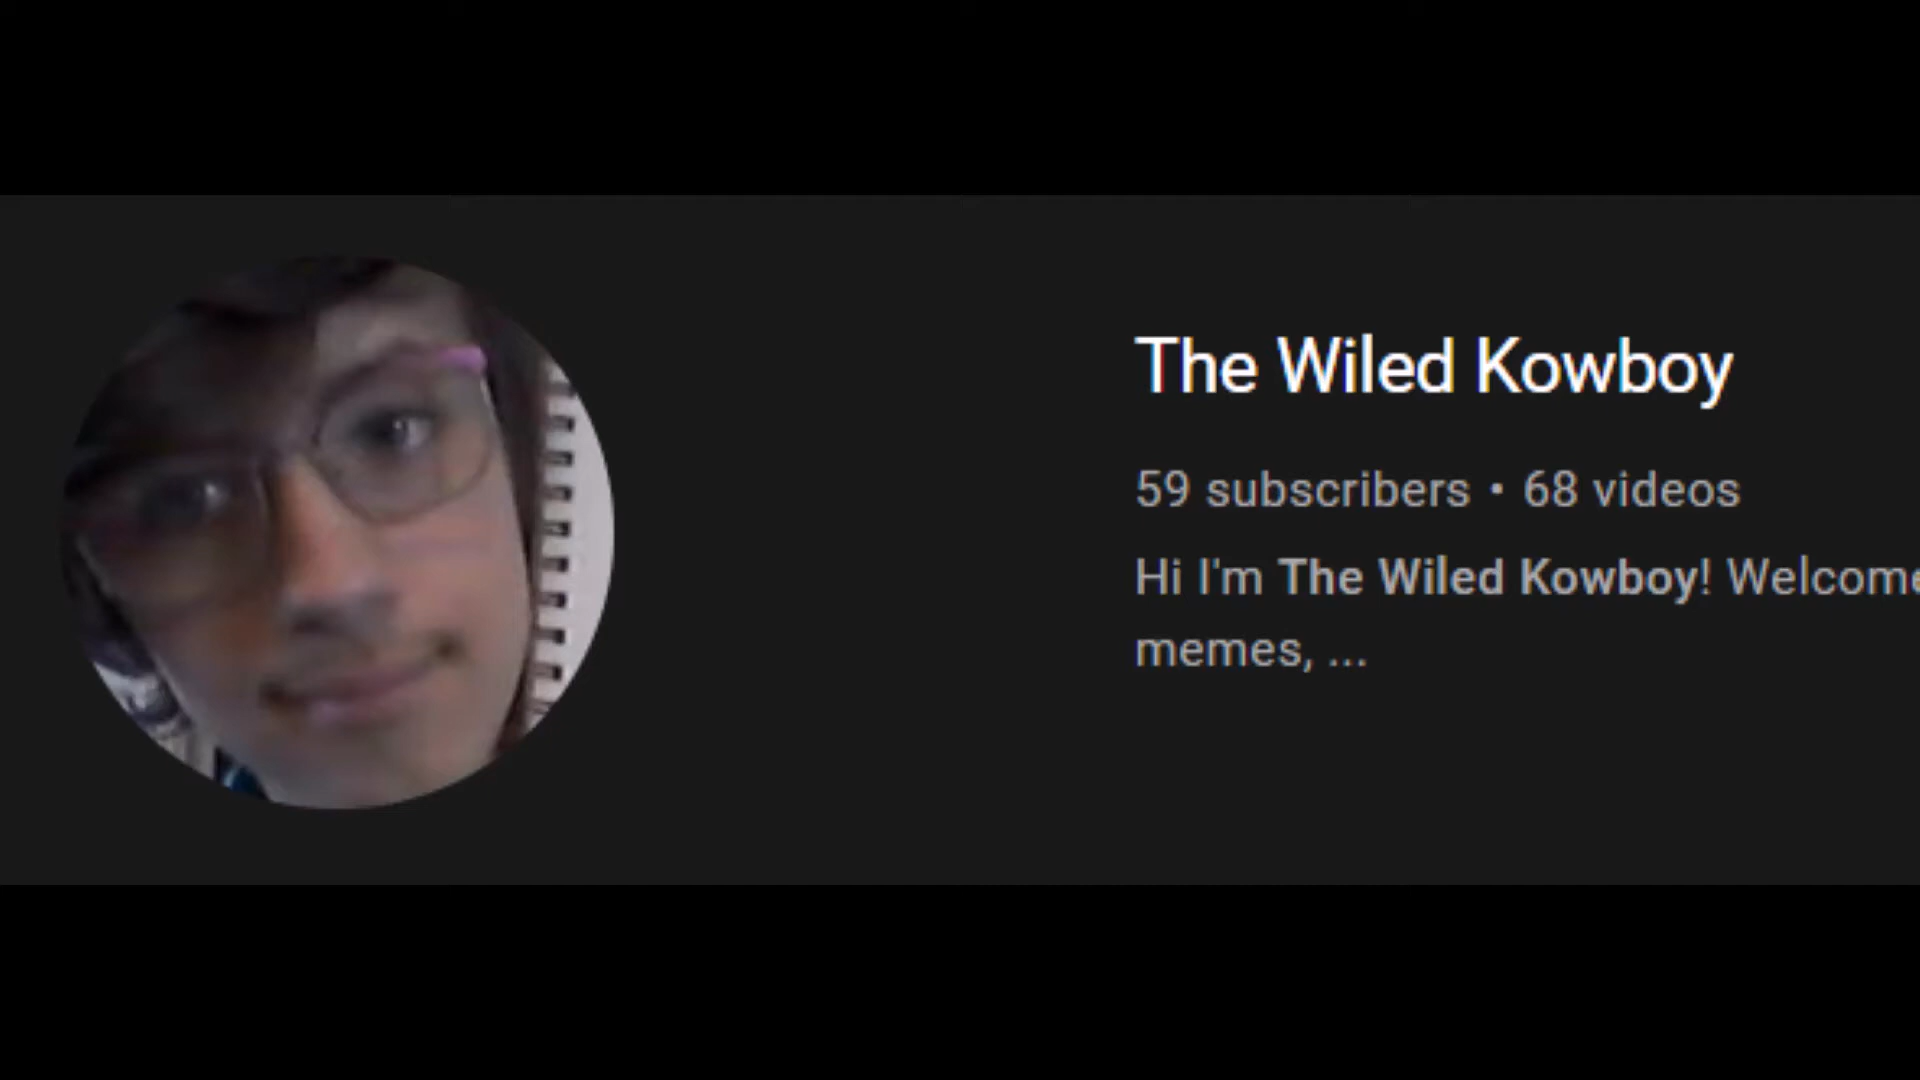 The Wiled Kowboy
59 subscribers • 68 videos
Hi I'm The Wiled Kowboy! Welcome
memes, ...